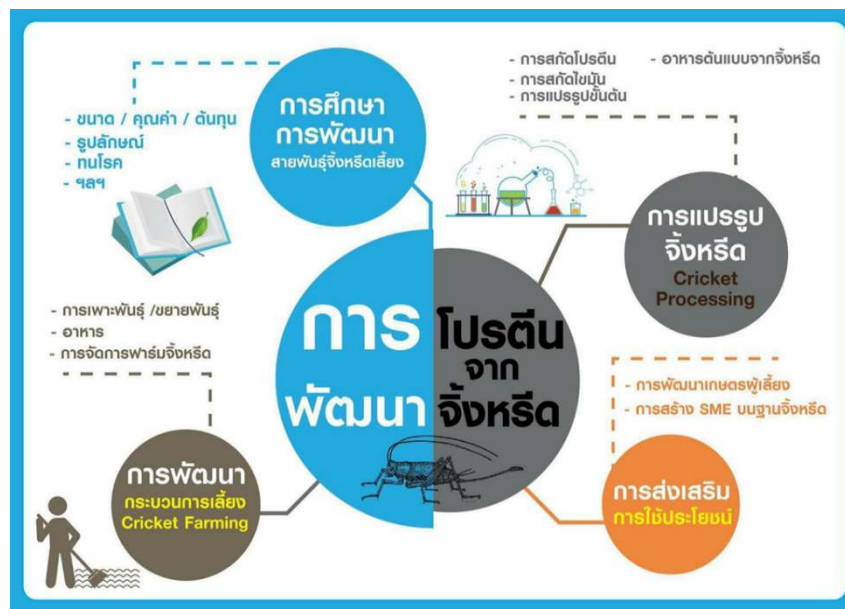 การศึกษา
การพัฒนา
สายพันธุ์จิ้งหรีดเลี้ยง
- ขนาด / คุณค่า / ต้นทุน
- รูปลักษณ์
- ทนโรค
- ฯลฯ
- การสกัดโปรตีน
- การสกัดไขมัน
- การแปรรูปขั้นต้น
- อาหารต้นแบบจากจิ้งหรีด
การแปรรูป
จิ้งหรีด
Cricket
Processing
การ
พัฒนา
โปรตีน
จาก
จิ้งหรีด
- การเพาะพันธุ์ /ขยายพันธุ์
- อาหาร
- การจัดการฟาร์มจิ้งหรีด
การพัฒนา
กระบวนการเลี้ยง
Cricket Farming
- การพัฒนาเกษตรผู้เลี้ยง
- การสร้าง SME บนฐานจิ้งหรีด
การส่งเสริม
การใช้ประโยชน์